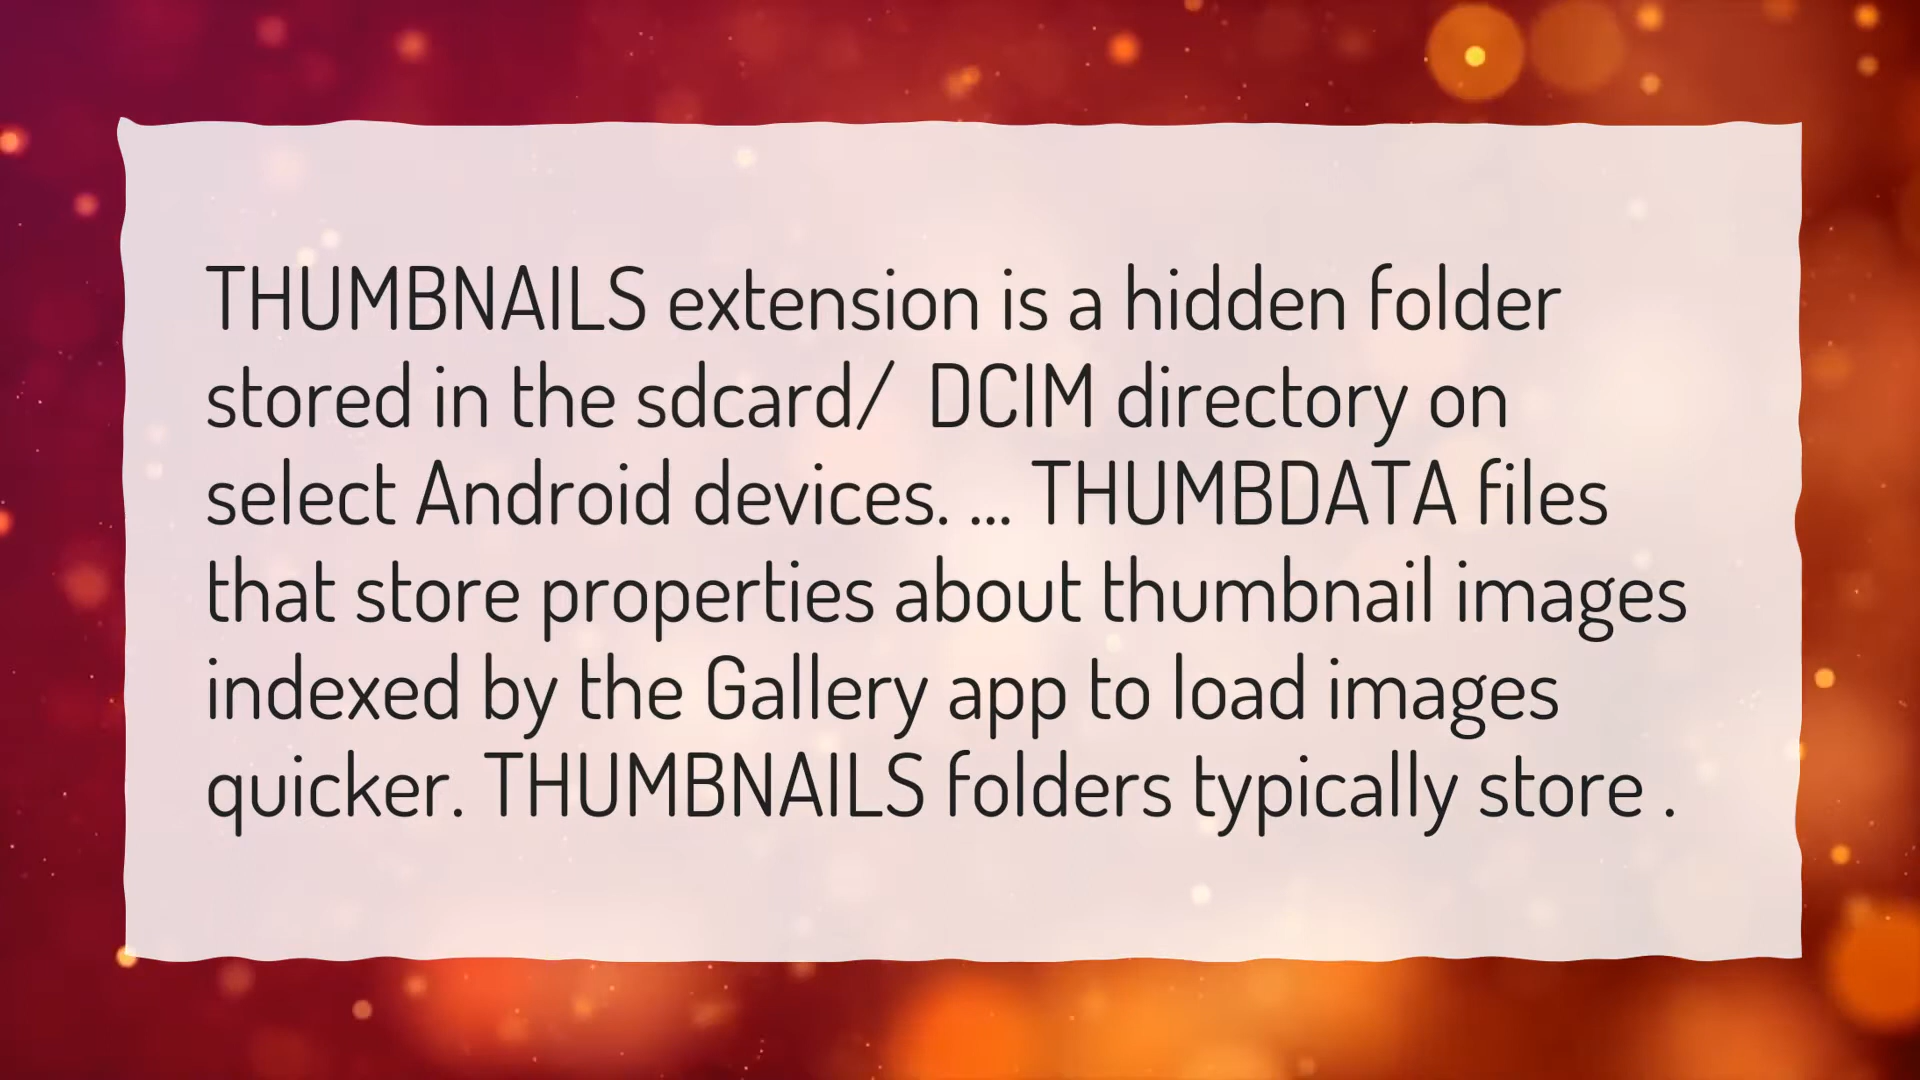 THUMBNAILS extension is a hidden folder
stored in the sdcard/ DCIM directory on
select Android devices. ... THUMBDATA files
that store properties about thumbnail images
indexed by the Gallery app to load images
quicker. THUMBNAILS folders typically store .